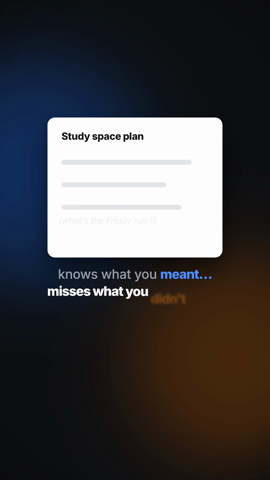 Study space plan
(what's the Friday rule?)
knows what you meant...
misses what you didn't